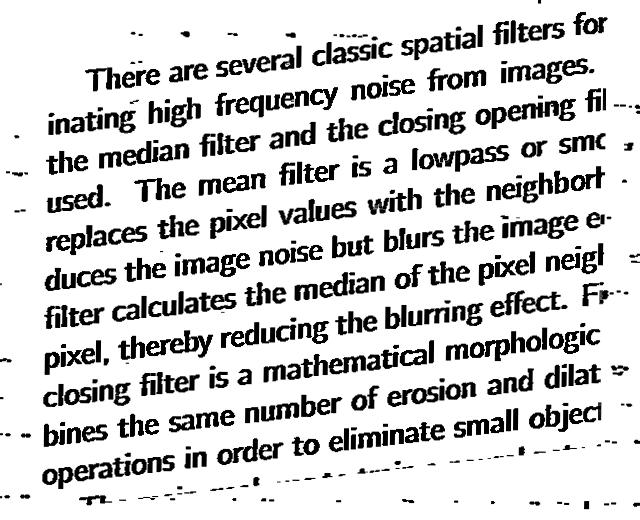 There are several classic spatial filters for
inating high frequency noise from images.
the median filter and the closing opening fil
used. The mean filter is a lowpass or smo
replaces the pixel values with the neighborh
duces the image noise but blurs the image e
filter calculates the median of the pixel neigh
pixel, thereby reducing the blurring effect. Fi
closing filter is a mathematical morphologic
bines the same number of erosion and dilat
operations in order to eliminate small object